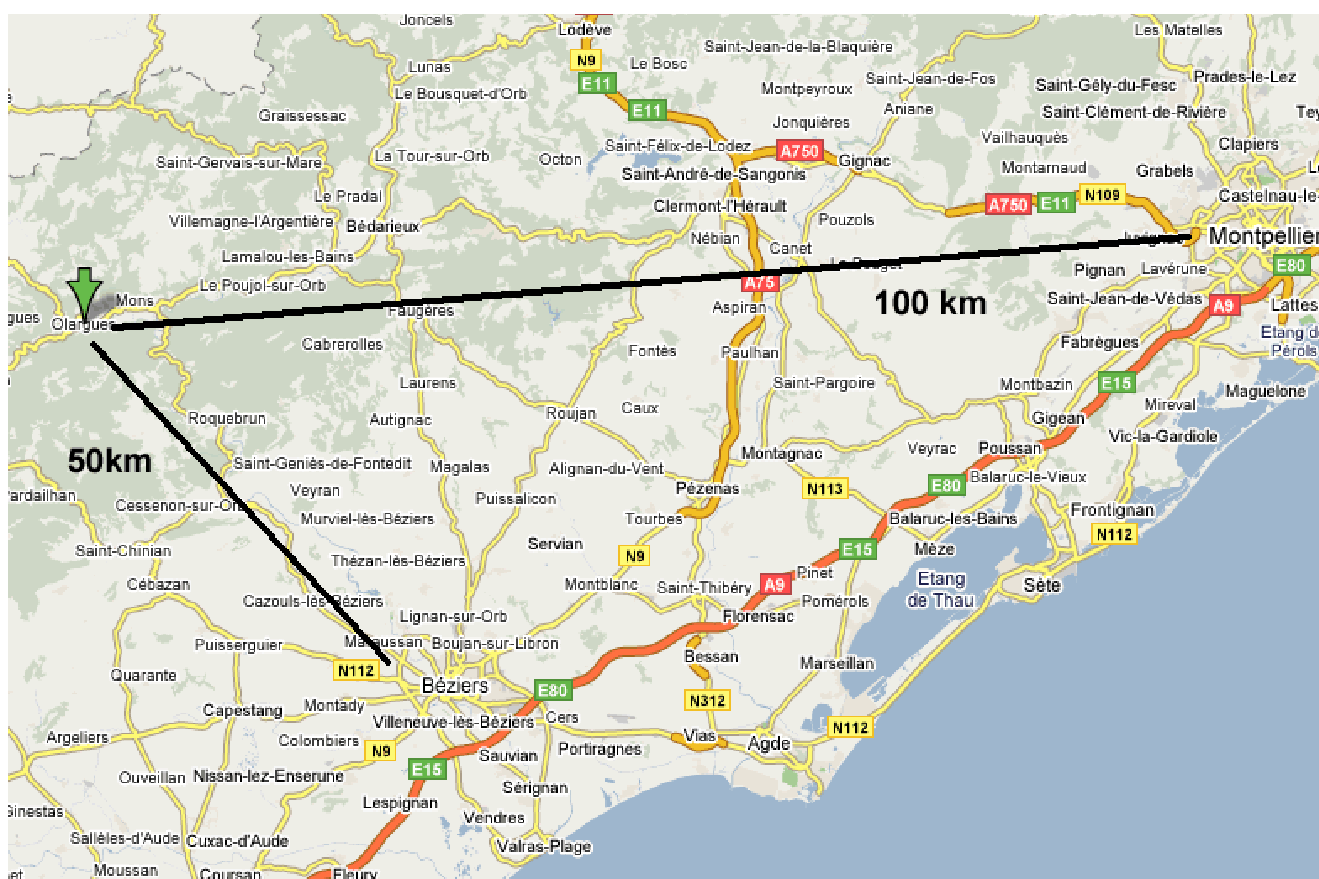 Joncels
Lodève
Les Matelles
Saint-Jean-de-la-Blaquière
N9
Le Bosc
Lunas
Saint-Jean-de-Fos
Prades-le-Lez
E11
Saint-Gély-du-Fesc
Le Bousquet-d'Orb
Montpeyroux
E11
Aniane
Saint-Clément-de-Rivière
Tey
Graissessac
Jonquières
Vailhauquès
Clapiers
Saint-Félix-de-Lodez
A750
Saint-Gervais-sur-Mare
La Tour-sur-Orb
Octon
Gignac
Montarnaud
Grabels
Saint-André-de-Sangonis
Le Pradal
A750
E11
N109
Castelnau-le-
Clermont-l'Hérault
Villemagne-l'Argentière
Bédarieux
Pouzols
Nébian
Canet
Montpellier
Lamalou-les-Bains
E80
Pignan
Lavérune
Le Poujol-sur-Orb
A75
Mons
Saint-Jean-de-Védas
100 km
Aspiran
A9
Lattes
gues
Olargues
Faugères
Cabrerolles
Fabrègues
Etang de
Pérols
Fontès
Paulhan
Laurens
Saint-Pargoire
Montbazin
E15
Maguelone
Mireval
Roquebrun
Autignac
Roujan
Caux
Gigean
Vic-la-Gardiole
50km
Saint-Geniès-de-Fontedit
Magalas
Alignan-du-Vent
Montagnac
Veyrac
Poussan
Balaruc-le-Vieux
ardailhan
Veyran
Puissalicon
Pézenas
N113
E80
Cessenon-sur-Orb
Murviel-lès-Béziers
Tourbes
Balaruc-les-Bains
Frontignan
N112
Saint-Chinian
Servian
N9
E15
Mèze
Thézan-lès-Béziers
Cébazan
Montblanc
Saint-Thibéry
A9
Pinet
Etang
de Thau
Sète
Cazouls-lès-Béziers
Pomérols
Lignan-sur-Orb
Florensac
Puisserguier
Maraussan
Boujan-sur-Libron
Bessan
Marseillan
Quarante
N112
Béziers
E80
N312
Capestang
Montady
Villeneuve-lès-Béziers
Cers
N112
Argeliers
Colombiers
N9
Portiragnes
Vias
Agde
Sauvian
Ouveillan
Nissan-lez-Enserune
E15
Sérignan
Lespignan
Vendres
Ginestas
Sallèles-d'Aude
Cuxac-d'Aude
Valras-Plage
et
Moussan
Coursan
Fleury